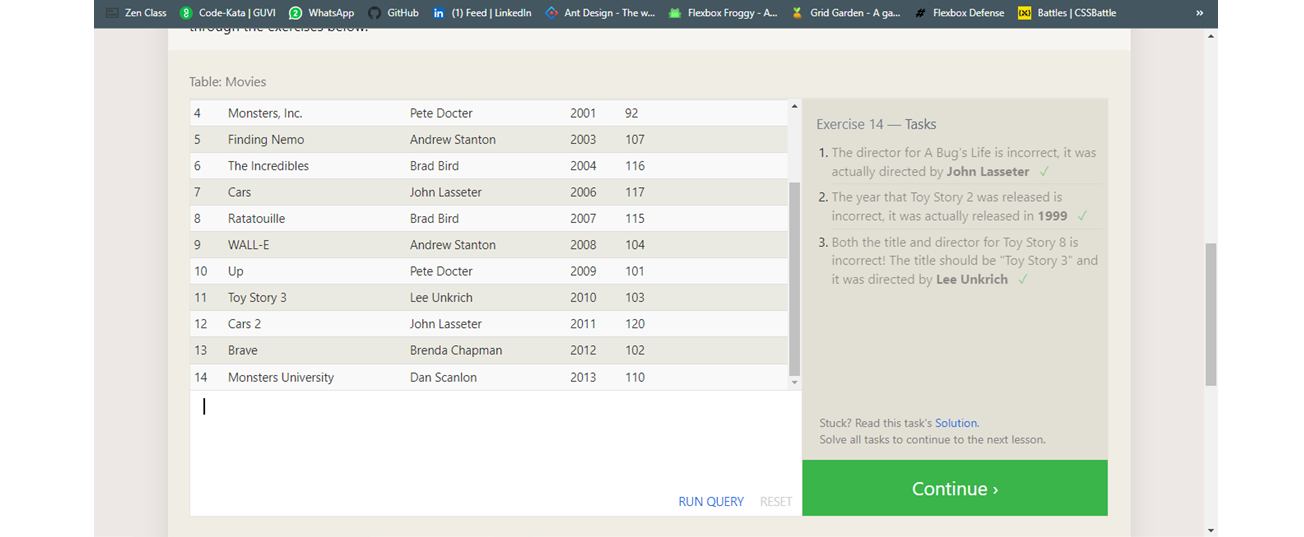 Zen Class Code-Kata | GUVI WhatsApp GitHub (1) Feed | LinkedIn Ant Design - The w... Flexbox Froggy - A... Grid Garden - A ga... Flexbox Defense Battles | CSSBattle »
through the exercises below.
Table: Movies
4 Monsters, Inc. Pete Docter 2001 92
5 Finding Nemo Andrew Stanton 2003 107
6 The Incredibles Brad Bird 2004 116
7 Cars John Lasseter 2006 117
8 Ratatouille Brad Bird 2007 115
9 WALL-E Andrew Stanton 2008 104
10 Up Pete Docter 2009 101
11 Toy Story 3 Lee Unkrich 2010 103
12 Cars 2 John Lasseter 2011 120
13 Brave Brenda Chapman 2012 102
14 Monsters University Dan Scanlon 2013 110
RUN QUERY RESET
Exercise 14 — Tasks
1. The director for A Bug's Life is incorrect, it was
actually directed by John Lasseter ✓
2. The year that Toy Story 2 was released is
incorrect, it was actually released in 1999 ✓
3. Both the title and director for Toy Story 8 is
incorrect! The title should be "Toy Story 3" and
it was directed by Lee Unkrich ✓
Stuck? Read this task's Solution.
Solve all tasks to continue to the next lesson.
Continue ›